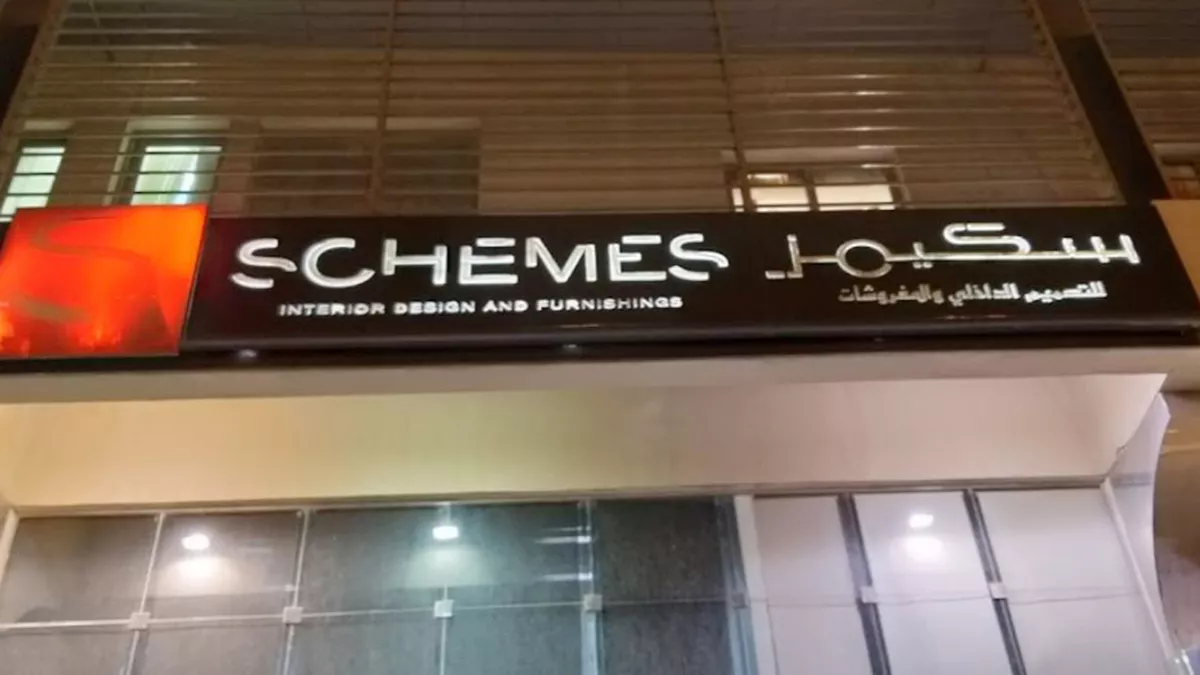 SCHEMES
INTERIOR DESIGN AND FURNISHINGS
سكيمز
للتصميم الداخلي والمفروشات